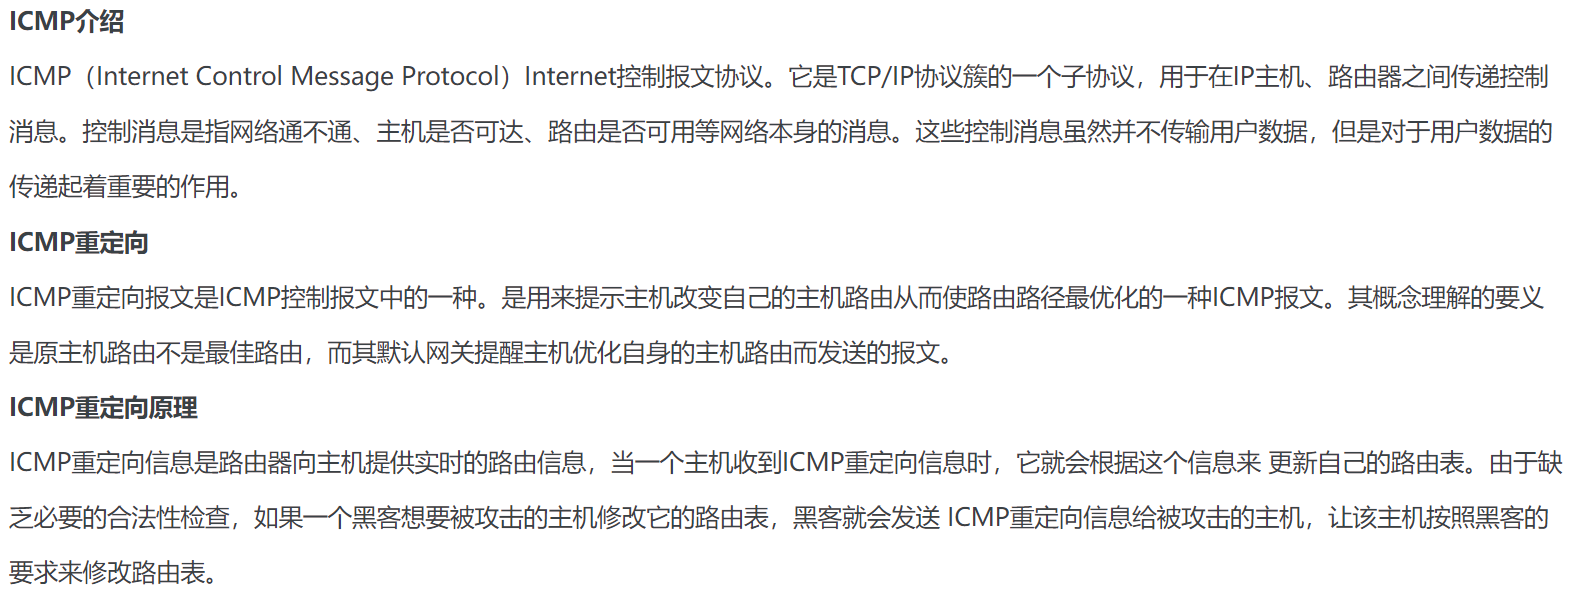 ICMP介绍
ICMP（Internet Control Message Protocol）Internet控制报文协议。它是TCP/IP协议簇的一个子协议，用于在IP主机、路由器之间传递控制
消息。控制消息是指网络通不通、主机是否可达、路由是否可用等网络本身的消息。这些控制消息虽然并不传输用户数据，但是对于用户数据的
传递起着重要的作用。
ICMP重定向
ICMP重定向报文是ICMP控制报文中的一种。是用来提示主机改变自己的主机路由从而使路由路径最优化的一种ICMP报文。其概念理解的要义
是原主机路由不是最佳路由，而其默认网关提醒主机优化自身的主机路由而发送的报文。
ICMP重定向原理
ICMP重定向信息是路由器向主机提供实时的路由信息，当一个主机收到ICMP重定向信息时，它就会根据这个信息来 更新自己的路由表。由于缺
乏必要的合法性检查，如果一个黑客想要被攻击的主机修改它的路由表，黑客就会发送 ICMP重定向信息给被攻击的主机，让该主机按照黑客的
要求来修改路由表。